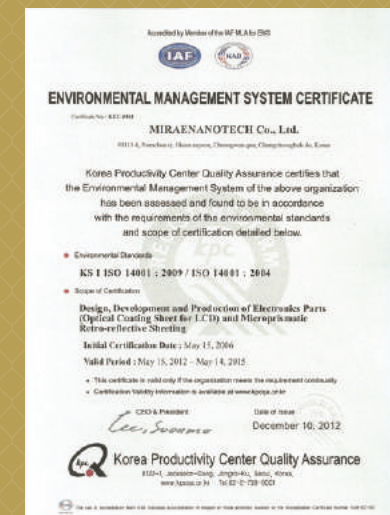 Accredited by Member of the IAF MLA for EMS
IAF
KAB
ENVIRONMENTAL MANAGEMENT SYSTEM CERTIFICATE
Certificate No :
MIRAENANOTECH Co., Ltd.
Korea Productivity Center Quality Assurance certifies that
the Environmental Management System of the above organization
has been assessed and found to be in accordance
with the requirements of the environmental standards
and scope of certification detailed below.
Environmental Standards
KS I ISO 14001 : 2009 / ISO 14001 : 2004
Scope of Certification
Design, Development and Production of Electronics Parts
(Optical Coating Sheet for LCD) and Microprismatic
Retro-reflective Sheeting
Initial Certification Date : May 15, 2006
Valid Period : May 15, 2012 – May 14, 2015
• This certificate is valid only if the organization meets the requirement continually
• Certification Validity Information is available at www.kpcqa.or.kr
CEO & President
Date of Issue
December 10, 2012
kpc
Korea Productivity Center Quality Assurance
www.kpcqa.or.kr